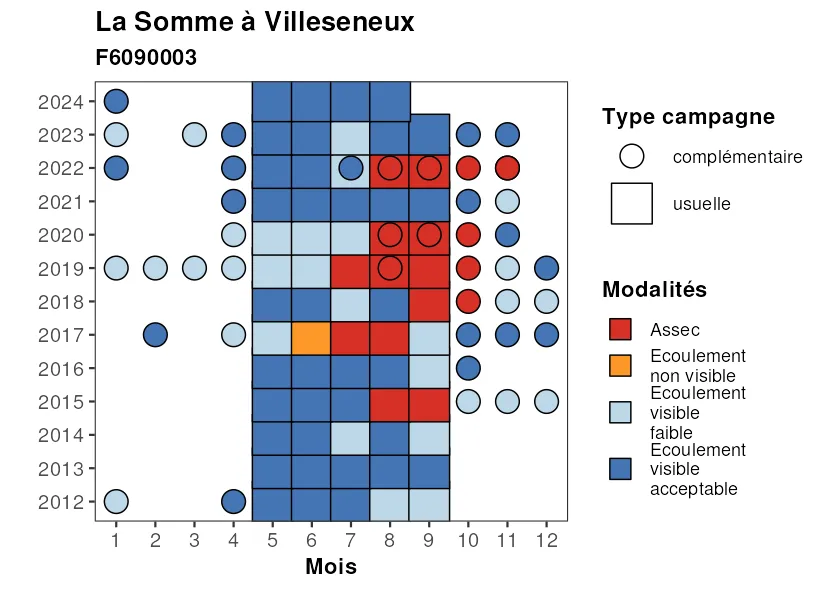 La Somme à Villeseneux
F6090003
2024
2023
2022
2021
2020
2019
2018
2017
2016
2015
2014
2013
2012
1 2 3 4 5 6 7 8 9 10 11 12
Mois
Type campagne
complémentaire
usuelle
Modalités
Assec
Ecoulement
non visible
Ecoulement
visible
faible
Ecoulement
visible
acceptable